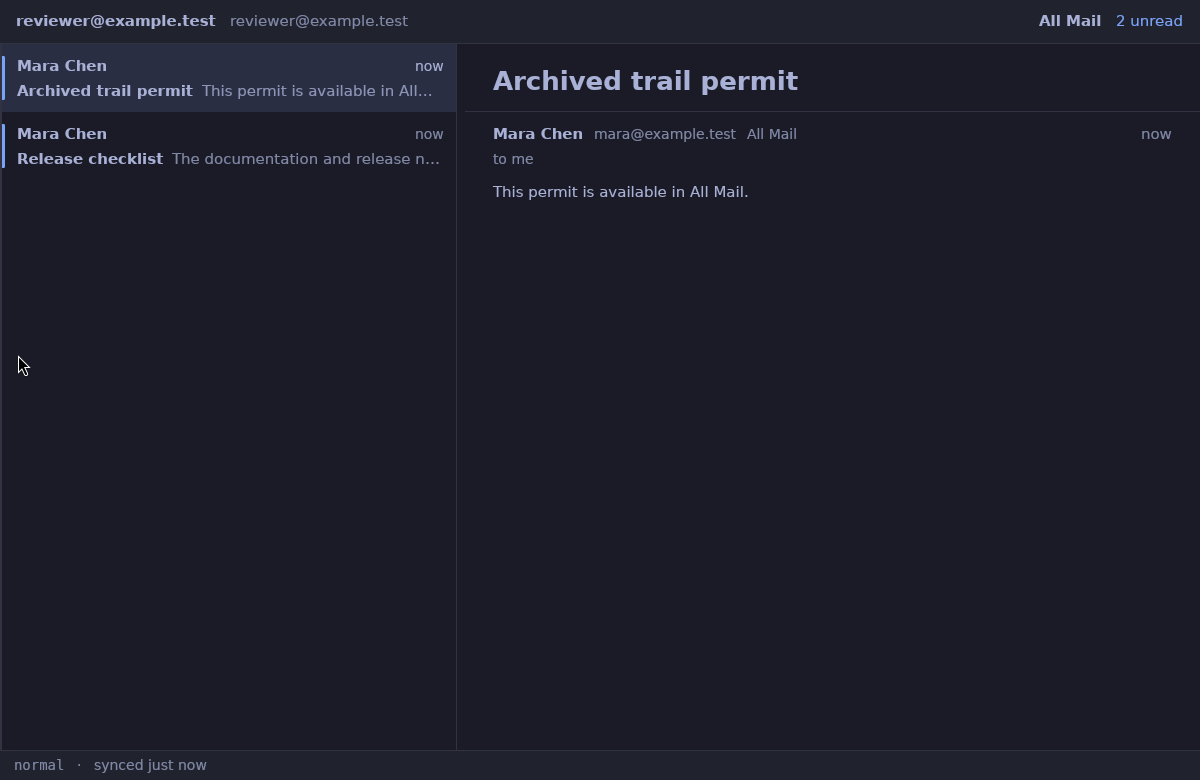 reviewer@example.test reviewer@example.test All Mail 2 unread
Mara Chen now
Archived trail permit This permit is available in All…
Mara Chen now
Release checklist The documentation and release n…
Archived trail permit
Mara Chen mara@example.test All Mail now
to me
This permit is available in All Mail.
normal · synced just now